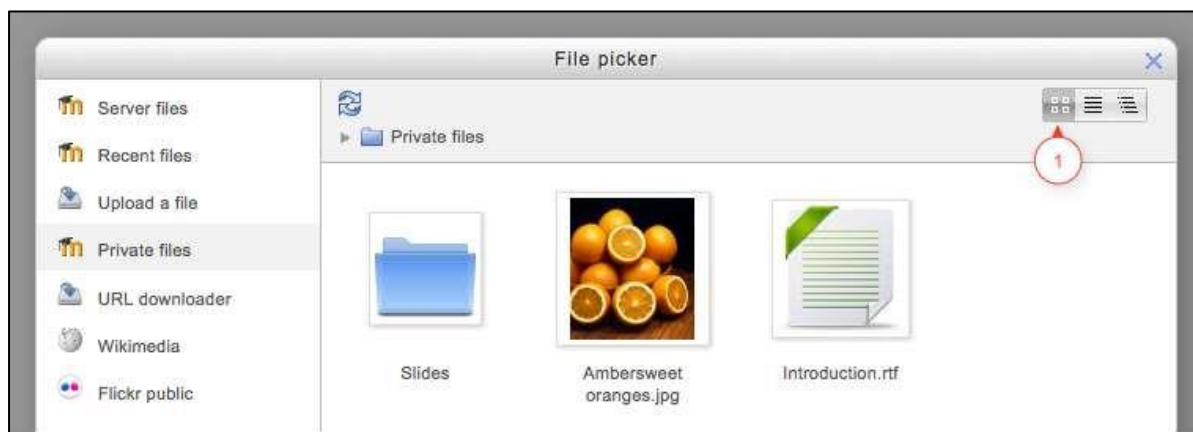 File picker
Server files
Recent files
Upload a file
Private files
URL downloader
Wikimedia
Flickr public
Private files
1
Slides
Ambersweet
oranges.jpg
Introduction.rtf